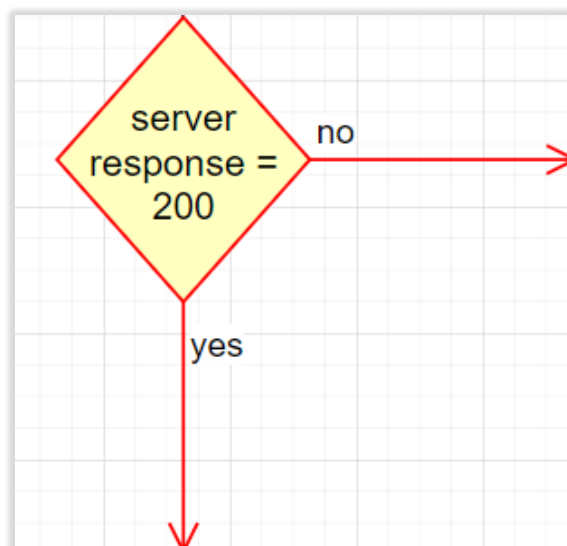 server
response =
200
no
yes